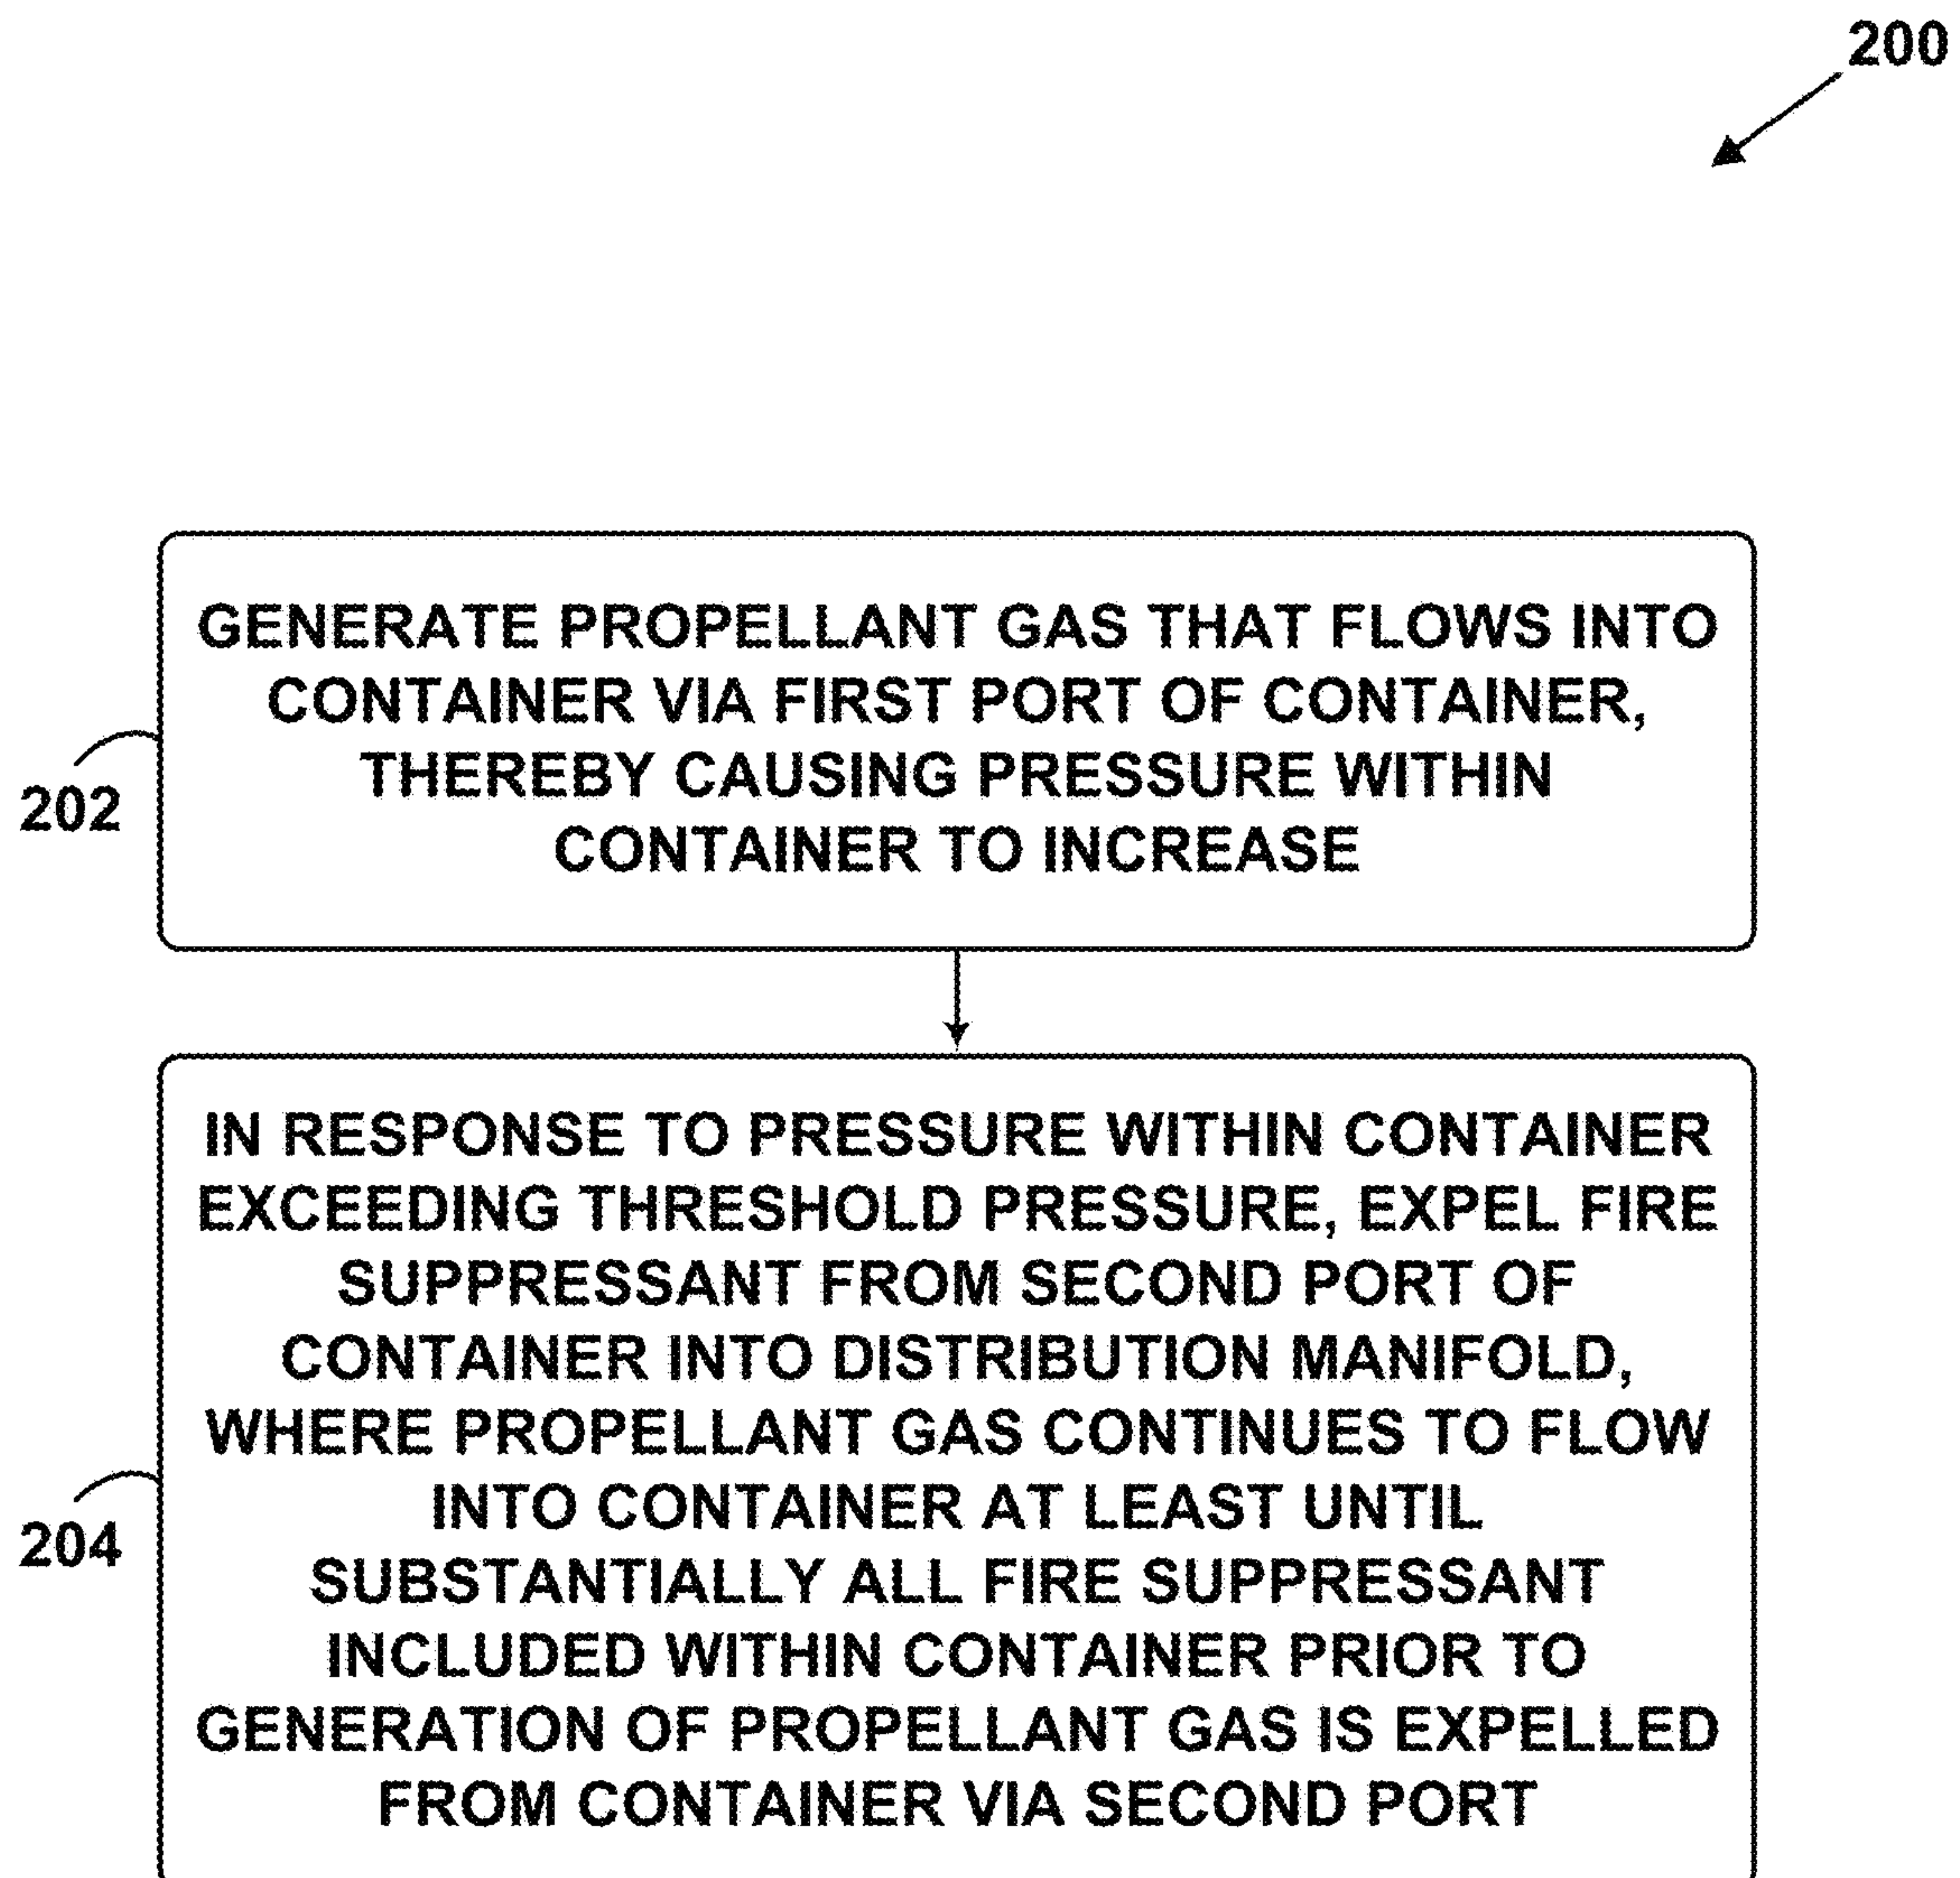 200
GENERATE PROPELLANT GAS THAT FLOWS INTO
CONTAINER VIA FIRST PORT OF CONTAINER,
THEREBY CAUSING PRESSURE WITHIN
CONTAINER TO INCREASE
202
IN RESPONSE TO PRESSURE WITHIN CONTAINER
EXCEEDING THRESHOLD PRESSURE, EXPEL FIRE
SUPPRESSANT FROM SECOND PORT OF
CONTAINER INTO DISTRIBUTION MANIFOLD,
WHERE PROPELLANT GAS CONTINUES TO FLOW
INTO CONTAINER AT LEAST UNTIL
SUBSTANTIALLY ALL FIRE SUPPRESSANT
INCLUDED WITHIN CONTAINER PRIOR TO
GENERATION OF PROPELLANT GAS IS EXPELLED
FROM CONTAINER VIA SECOND PORT
204